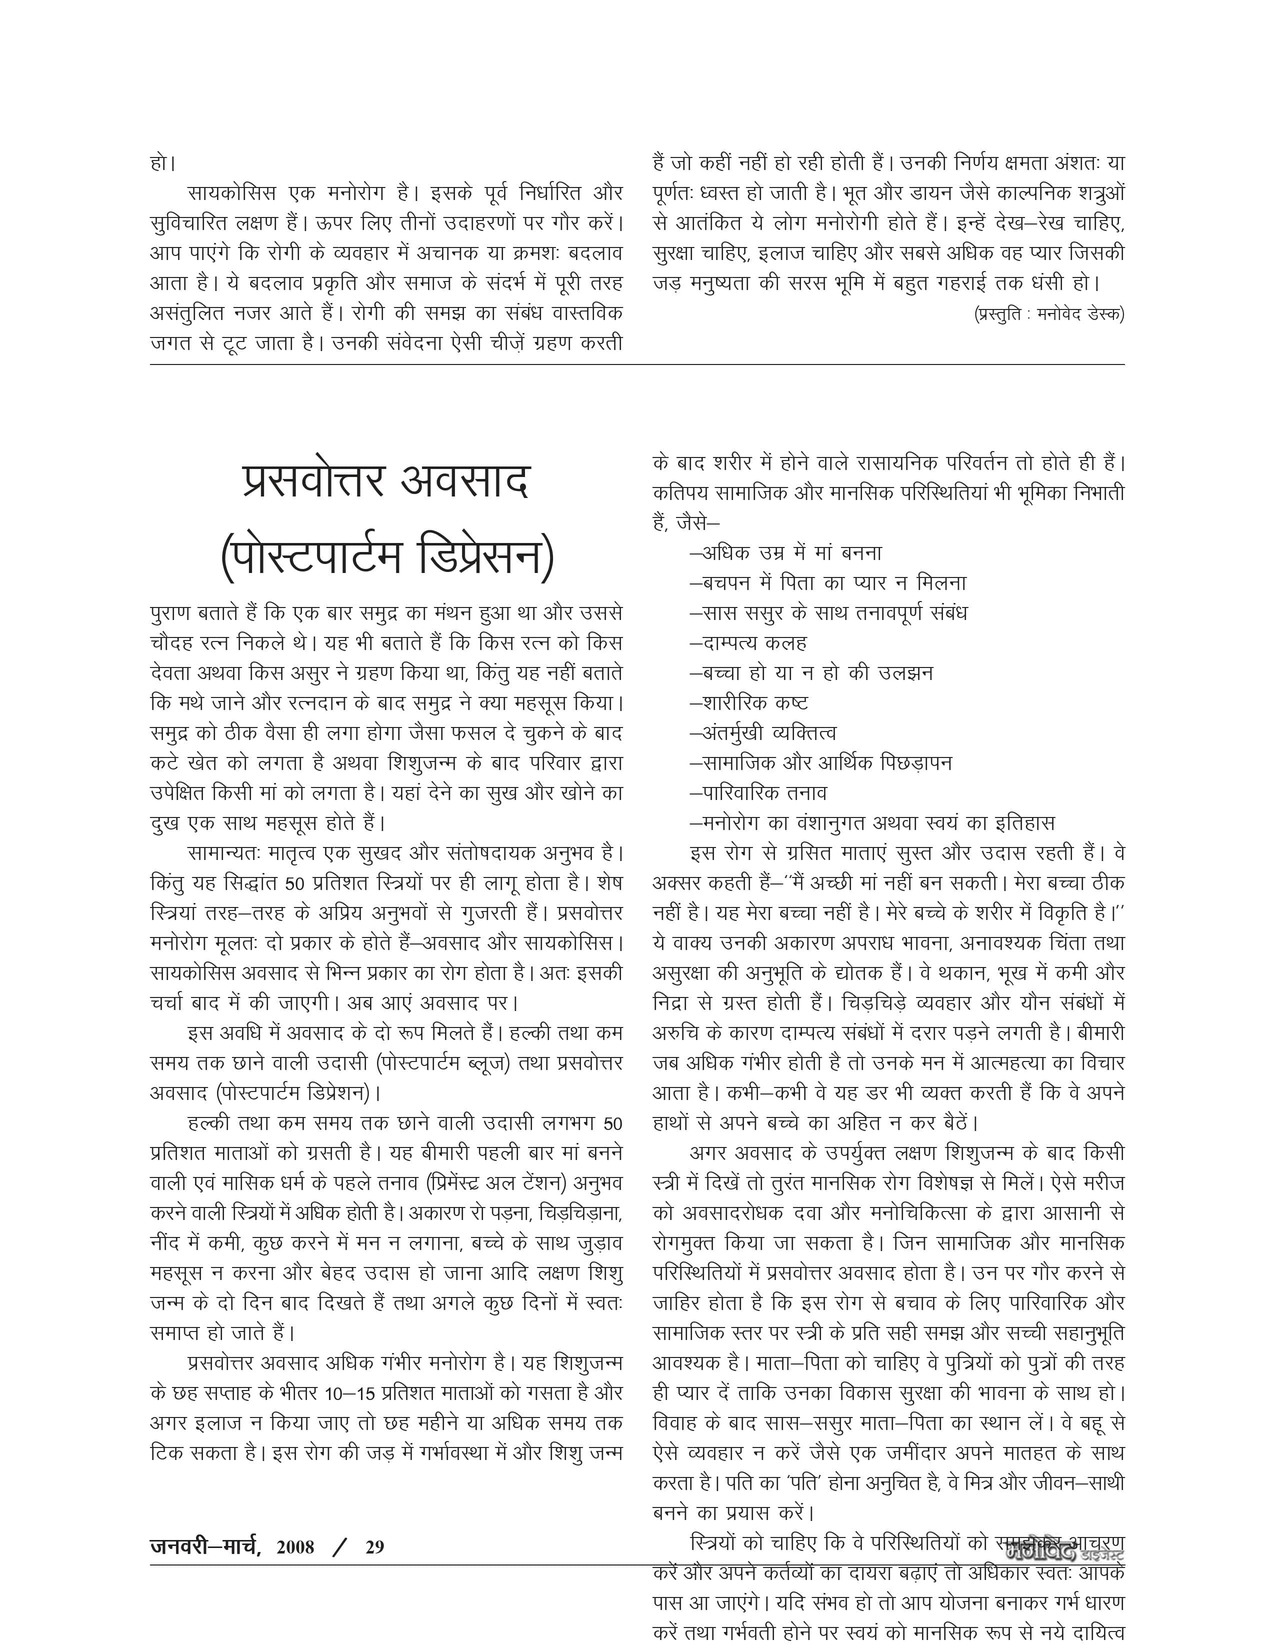 हो।
सायकोसिस एक मनोरोग है। इसके पूर्व निर्धारित और
सुविचारित लक्षण हैं। ऊपर लिए तीनों उदाहरणों पर गौर करें।
आप पाएंगे कि रोगी के व्यवहार में अचानक या क्रमशः बदलाव
आता है। ये बदलाव प्रकृति और समाज के संदर्भ में पूरी तरह
असंतुलित नजर आते हैं। रोगी की समझ का संबंध वास्तविक
जगत से टूट जाता है। उनकी संवेदना ऐसी चीज़ें ग्रहण करती
हैं जो कहीं नहीं हो रही होती हैं। उनकी निर्णय क्षमता अंशतः या
पूर्णतः ध्वस्त हो जाती है। भूत और डायन जैसे काल्पनिक शत्रुओं
से आतंकित ये लोग मनोरोगी होते हैं। इन्हें देख–रेख चाहिए,
सुरक्षा चाहिए, इलाज चाहिए और सबसे अधिक वह प्यार जिसकी
जड़ मनुष्यता की सरस भूमि में बहुत गहराई तक धंसी हो।
(प्रस्तुति : मनोवेद डेस्क)
प्रसवोत्तर अवसाद
(पोस्टपार्टम डिप्रेसन)
पुराण बताते हैं कि एक बार समुद्र का मंथन हुआ था और उससे
चौदह रत्न निकले थे। यह भी बताते हैं कि किस रत्न को किस
देवता अथवा किस असुर ने ग्रहण किया था, किंतु यह नहीं बताते
कि मथे जाने और रत्नदान के बाद समुद्र ने क्या महसूस किया।
समुद्र को ठीक वैसा ही लगा होगा जैसा फसल दे चुकने के बाद
कटे खेत को लगता है अथवा शिशुजन्म के बाद परिवार द्वारा
उपेक्षित किसी मां को लगता है। यहां देने का सुख और खोने का
दुख एक साथ महसूस होते हैं।
सामान्यतः मातृत्व एक सुखद और संतोषदायक अनुभव है।
किंतु यह सिद्धांत 50 प्रतिशत स्त्रियों पर ही लागू होता है। शेष
स्त्रियां तरह–तरह के अप्रिय अनुभवों से गुजरती हैं। प्रसवोत्तर
मनोरोग मूलतः दो प्रकार के होते हैं–अवसाद और सायकोसिस।
सायकोसिस अवसाद से भिन्न प्रकार का रोग होता है। अतः इसकी
चर्चा बाद में की जाएगी। अब आएं अवसाद पर।
इस अवधि में अवसाद के दो रूप मिलते हैं। हल्की तथा कम
समय तक छाने वाली उदासी (पोस्टपार्टम ब्लूज) तथा प्रसवोत्तर
अवसाद (पोस्टपार्टम डिप्रेशन)।
हल्की तथा कम समय तक छाने वाली उदासी लगभग 50
प्रतिशत माताओं को ग्रसती है। यह बीमारी पहली बार मां बनने
वाली एवं मासिक धर्म के पहले तनाव (प्रिमेंस्ट्र अल टेंशन) अनुभव
करने वाली स्त्रियों में अधिक होती है। अकारण रो पड़ना, चिड़चिड़ाना,
नींद में कमी, कुछ करने में मन न लगाना, बच्चे के साथ जुड़ाव
महसूस न करना और बेहद उदास हो जाना आदि लक्षण शिशु
जन्म के दो दिन बाद दिखते हैं तथा अगले कुछ दिनों में स्वतः
समाप्त हो जाते हैं।
प्रसवोत्तर अवसाद अधिक गंभीर मनोरोग है। यह शिशुजन्म
के छह सप्ताह के भीतर 10–15 प्रतिशत माताओं को गसता है और
अगर इलाज न किया जाए तो छह महीने या अधिक समय तक
टिक सकता है। इस रोग की जड़ में गर्भावस्था में और शिशु जन्म
के बाद शरीर में होने वाले रासायनिक परिवर्तन तो होते ही हैं।
कतिपय सामाजिक और मानसिक परिस्थितियां भी भूमिका निभाती
हैं, जैसे–
–अधिक उम्र में मां बनना
–बचपन में पिता का प्यार न मिलना
–सास ससुर के साथ तनावपूर्ण संबंध
–दाम्पत्य कलह
–बच्चा हो या न हो की उलझन
–शारीरिक कष्ट
–अंतर्मुखी व्यक्तित्व
–सामाजिक और आर्थिक पिछड़ापन
–पारिवारिक तनाव
–मनोरोग का वंशानुगत अथवा स्वयं का इतिहास
इस रोग से ग्रसित माताएं सुस्त और उदास रहती हैं। वे
अक्सर कहती हैं–''मैं अच्छी मां नहीं बन सकती। मेरा बच्चा ठीक
नहीं है। यह मेरा बच्चा नहीं है। मेरे बच्चे के शरीर में विकृति है।''
ये वाक्य उनकी अकारण अपराध भावना, अनावश्यक चिंता तथा
असुरक्षा की अनुभूति के द्योतक हैं। वे थकान, भूख में कमी और
निद्रा से ग्रस्त होती हैं। चिड़चिड़े व्यवहार और यौन संबंधों में
अरुचि के कारण दाम्पत्य संबंधों में दरार पड़ने लगती है। बीमारी
जब अधिक गंभीर होती है तो उनके मन में आत्महत्या का विचार
आता है। कभी–कभी वे यह डर भी व्यक्त करती हैं कि वे अपने
हाथों से अपने बच्चे का अहित न कर बैठें।
अगर अवसाद के उपर्युक्त लक्षण शिशुजन्म के बाद किसी
स्त्री में दिखें तो तुरंत मानसिक रोग विशेषज्ञ से मिलें। ऐसे मरीज
को अवसादरोधक दवा और मनोचिकित्सा के द्वारा आसानी से
रोगमुक्त किया जा सकता है। जिन सामाजिक और मानसिक
परिस्थितियों में प्रसवोत्तर अवसाद होता है। उन पर गौर करने से
जाहिर होता है कि इस रोग से बचाव के लिए पारिवारिक और
सामाजिक स्तर पर स्त्री के प्रति सही समझ और सच्ची सहानुभूति
आवश्यक है। माता–पिता को चाहिए वे पुत्रियों को पुत्रों की तरह
ही प्यार दें ताकि उनका विकास सुरक्षा की भावना के साथ हो।
विवाह के बाद सास–ससुर माता–पिता का स्थान लें। वे बहू से
ऐसे व्यवहार न करें जैसे एक जमींदार अपने मातहत के साथ
करता है। पति का 'पति' होना अनुचित है, वे मित्र और जीवन–साथी
बनने का प्रयास करें।
स्त्रियों को चाहिए कि वे परिस्थितियों को समझकर आचरण
करें और अपने कर्तव्यों का दायरा बढ़ाएं तो अधिकार स्वतः आपके
पास आ जाएंगे। यदि संभव हो तो आप योजना बनाकर गर्भ धारण
करें तथा गर्भवती होने पर स्वयं को मानसिक रूप से नये दायित्व
जनवरी–मार्च, 2008 / 29
मनोवेद डाइजेस्ट